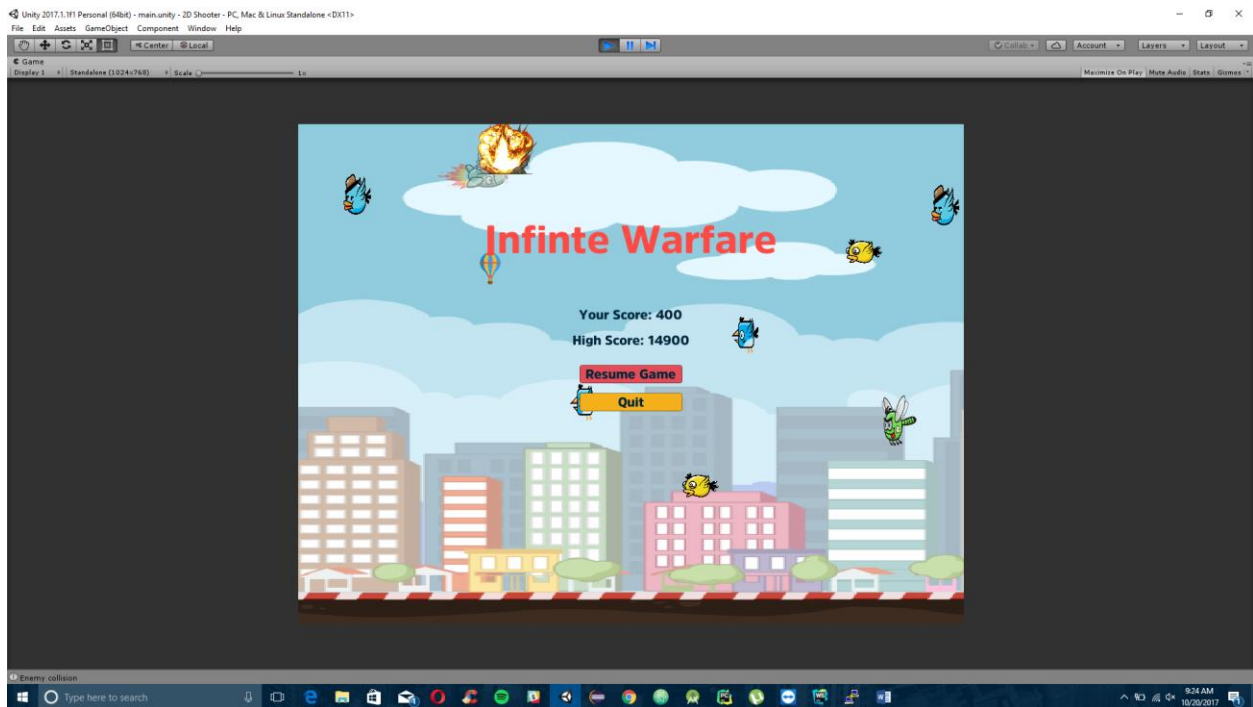 Unity 2017.1.1f1 Personal (64bit) - main.unity - 2D Shooter - PC, Mac & Linux Standalone <DX11>
File Edit Assets GameObject Component Window Help
Center Local Collab Account Layers Layout
Game
Display 1 Standalone (1024x768) Scale 1x Maximize On Play Mute Audio Stats Gizmos
Infinte Warfare
Your Score: 400
High Score: 14900
Resume Game
Quit
Enemy collision
Type here to search
9:24 AM
10/20/2017